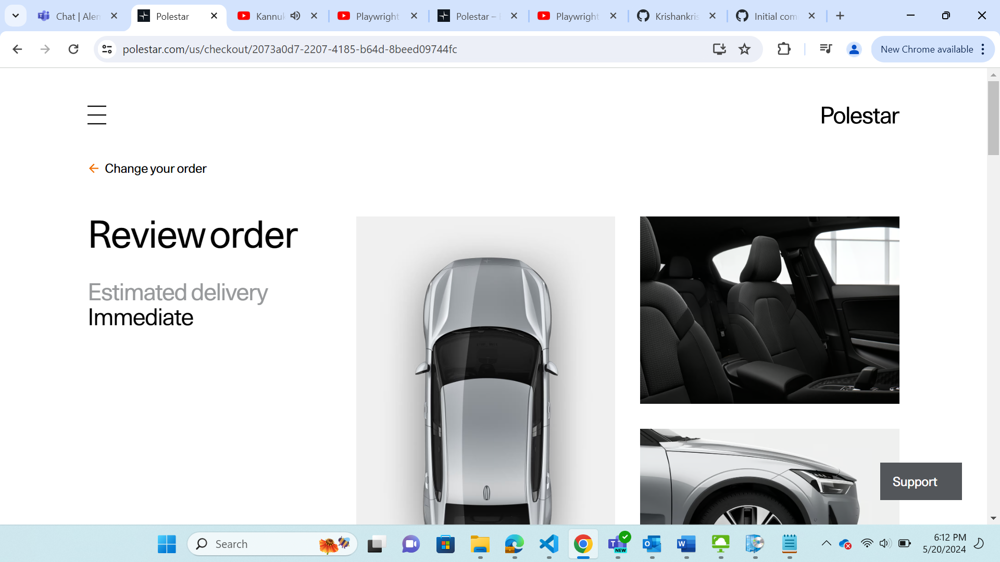 Chat | Alen
Polestar
Kannuk
Playwright
Polestar –
Playwright
Krishankris
Initial com
polestar.com/us/checkout/2073a0d7-2207-4185-b64d-8beed09744fc
New Chrome available
Polestar
Change your order
Review order
Estimated delivery
Immediate
Support
Search
NEW
6:12 PM
5/20/2024